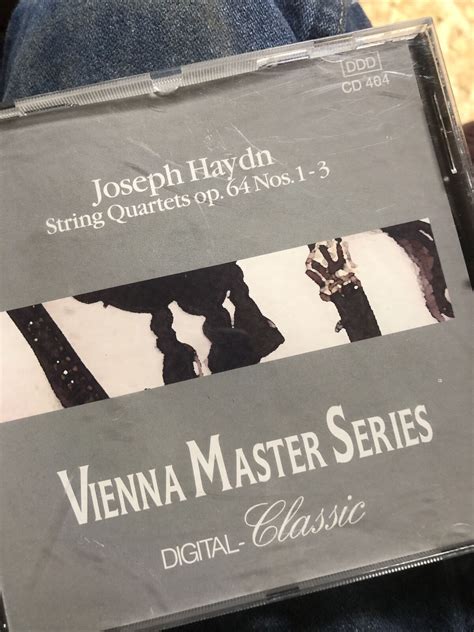 DDD
CD 464
Joseph Haydn
String Quartets op. 64 Nos. 1-3
VIENNA MASTER SERIES
DIGITAL-Classic